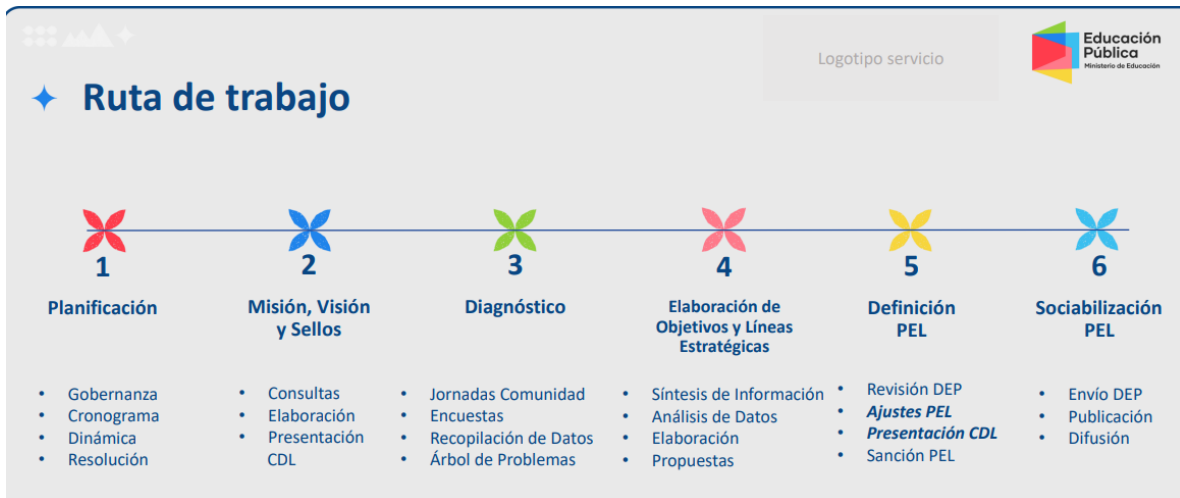 Logotipo servicio
Educación
Pública
Ministerio de Educación
Ruta de trabajo
1
Planificación
• Gobernanza
• Cronograma
• Dinámica
• Resolución
2
Misión, Visión
y Sellos
• Consultas
• Elaboración
• Presentación
CDL
3
Diagnóstico
• Jornadas Comunidad
• Encuestas
• Recopilación de Datos
• Árbol de Problemas
4
Elaboración de
Objetivos y Líneas
Estratégicas
• Síntesis de Información
• Análisis de Datos
• Elaboración
• Propuestas
5
Definición
PEL
• Revisión DEP
• Ajustes PEL
• Presentación CDL
• Sanción PEL
6
Sociabilización
PEL
• Envío DEP
• Publicación
• Difusión